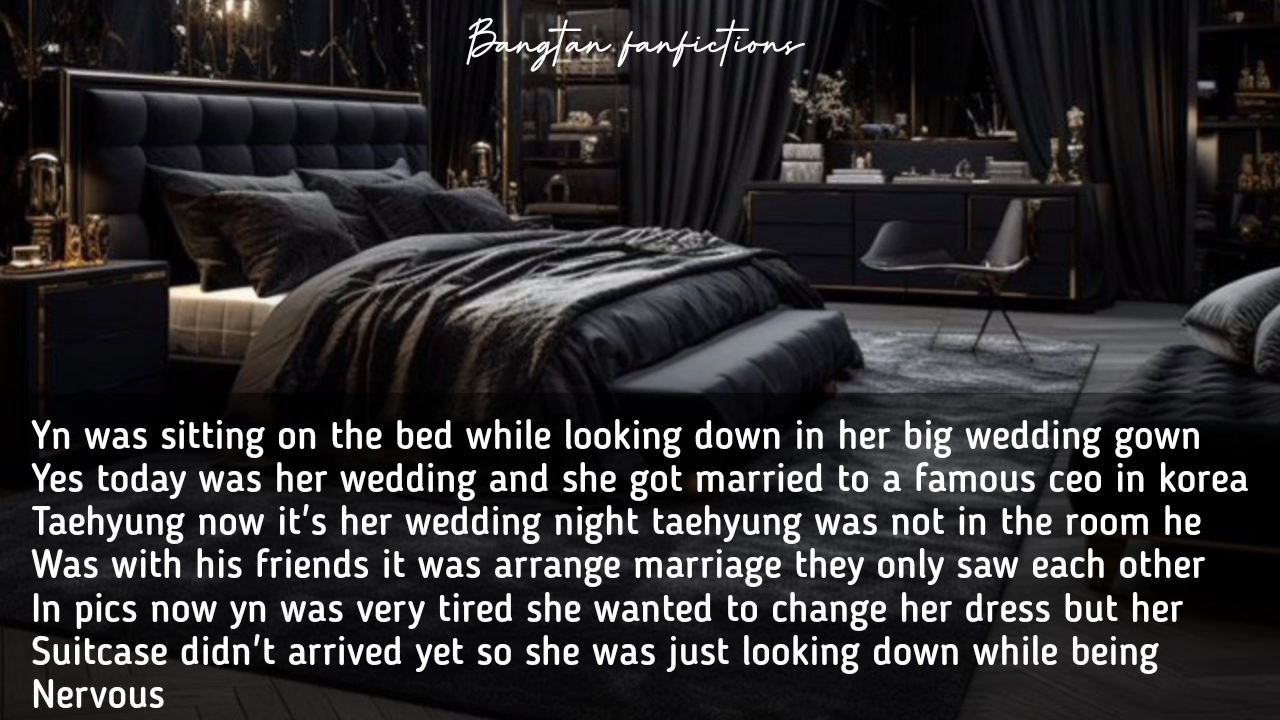 Bangtan fanfictions
Yn was sitting on the bed while looking down in her big wedding gown
Yes today was her wedding and she got married to a famous ceo in korea
Taehyung now it's her wedding night taehyung was not in the room he
Was with his friends it was arrange marriage they only saw each other
In pics now yn was very tired she wanted to change her dress but her
Suitcase didn't arrived yet so she was just looking down while being
Nervous